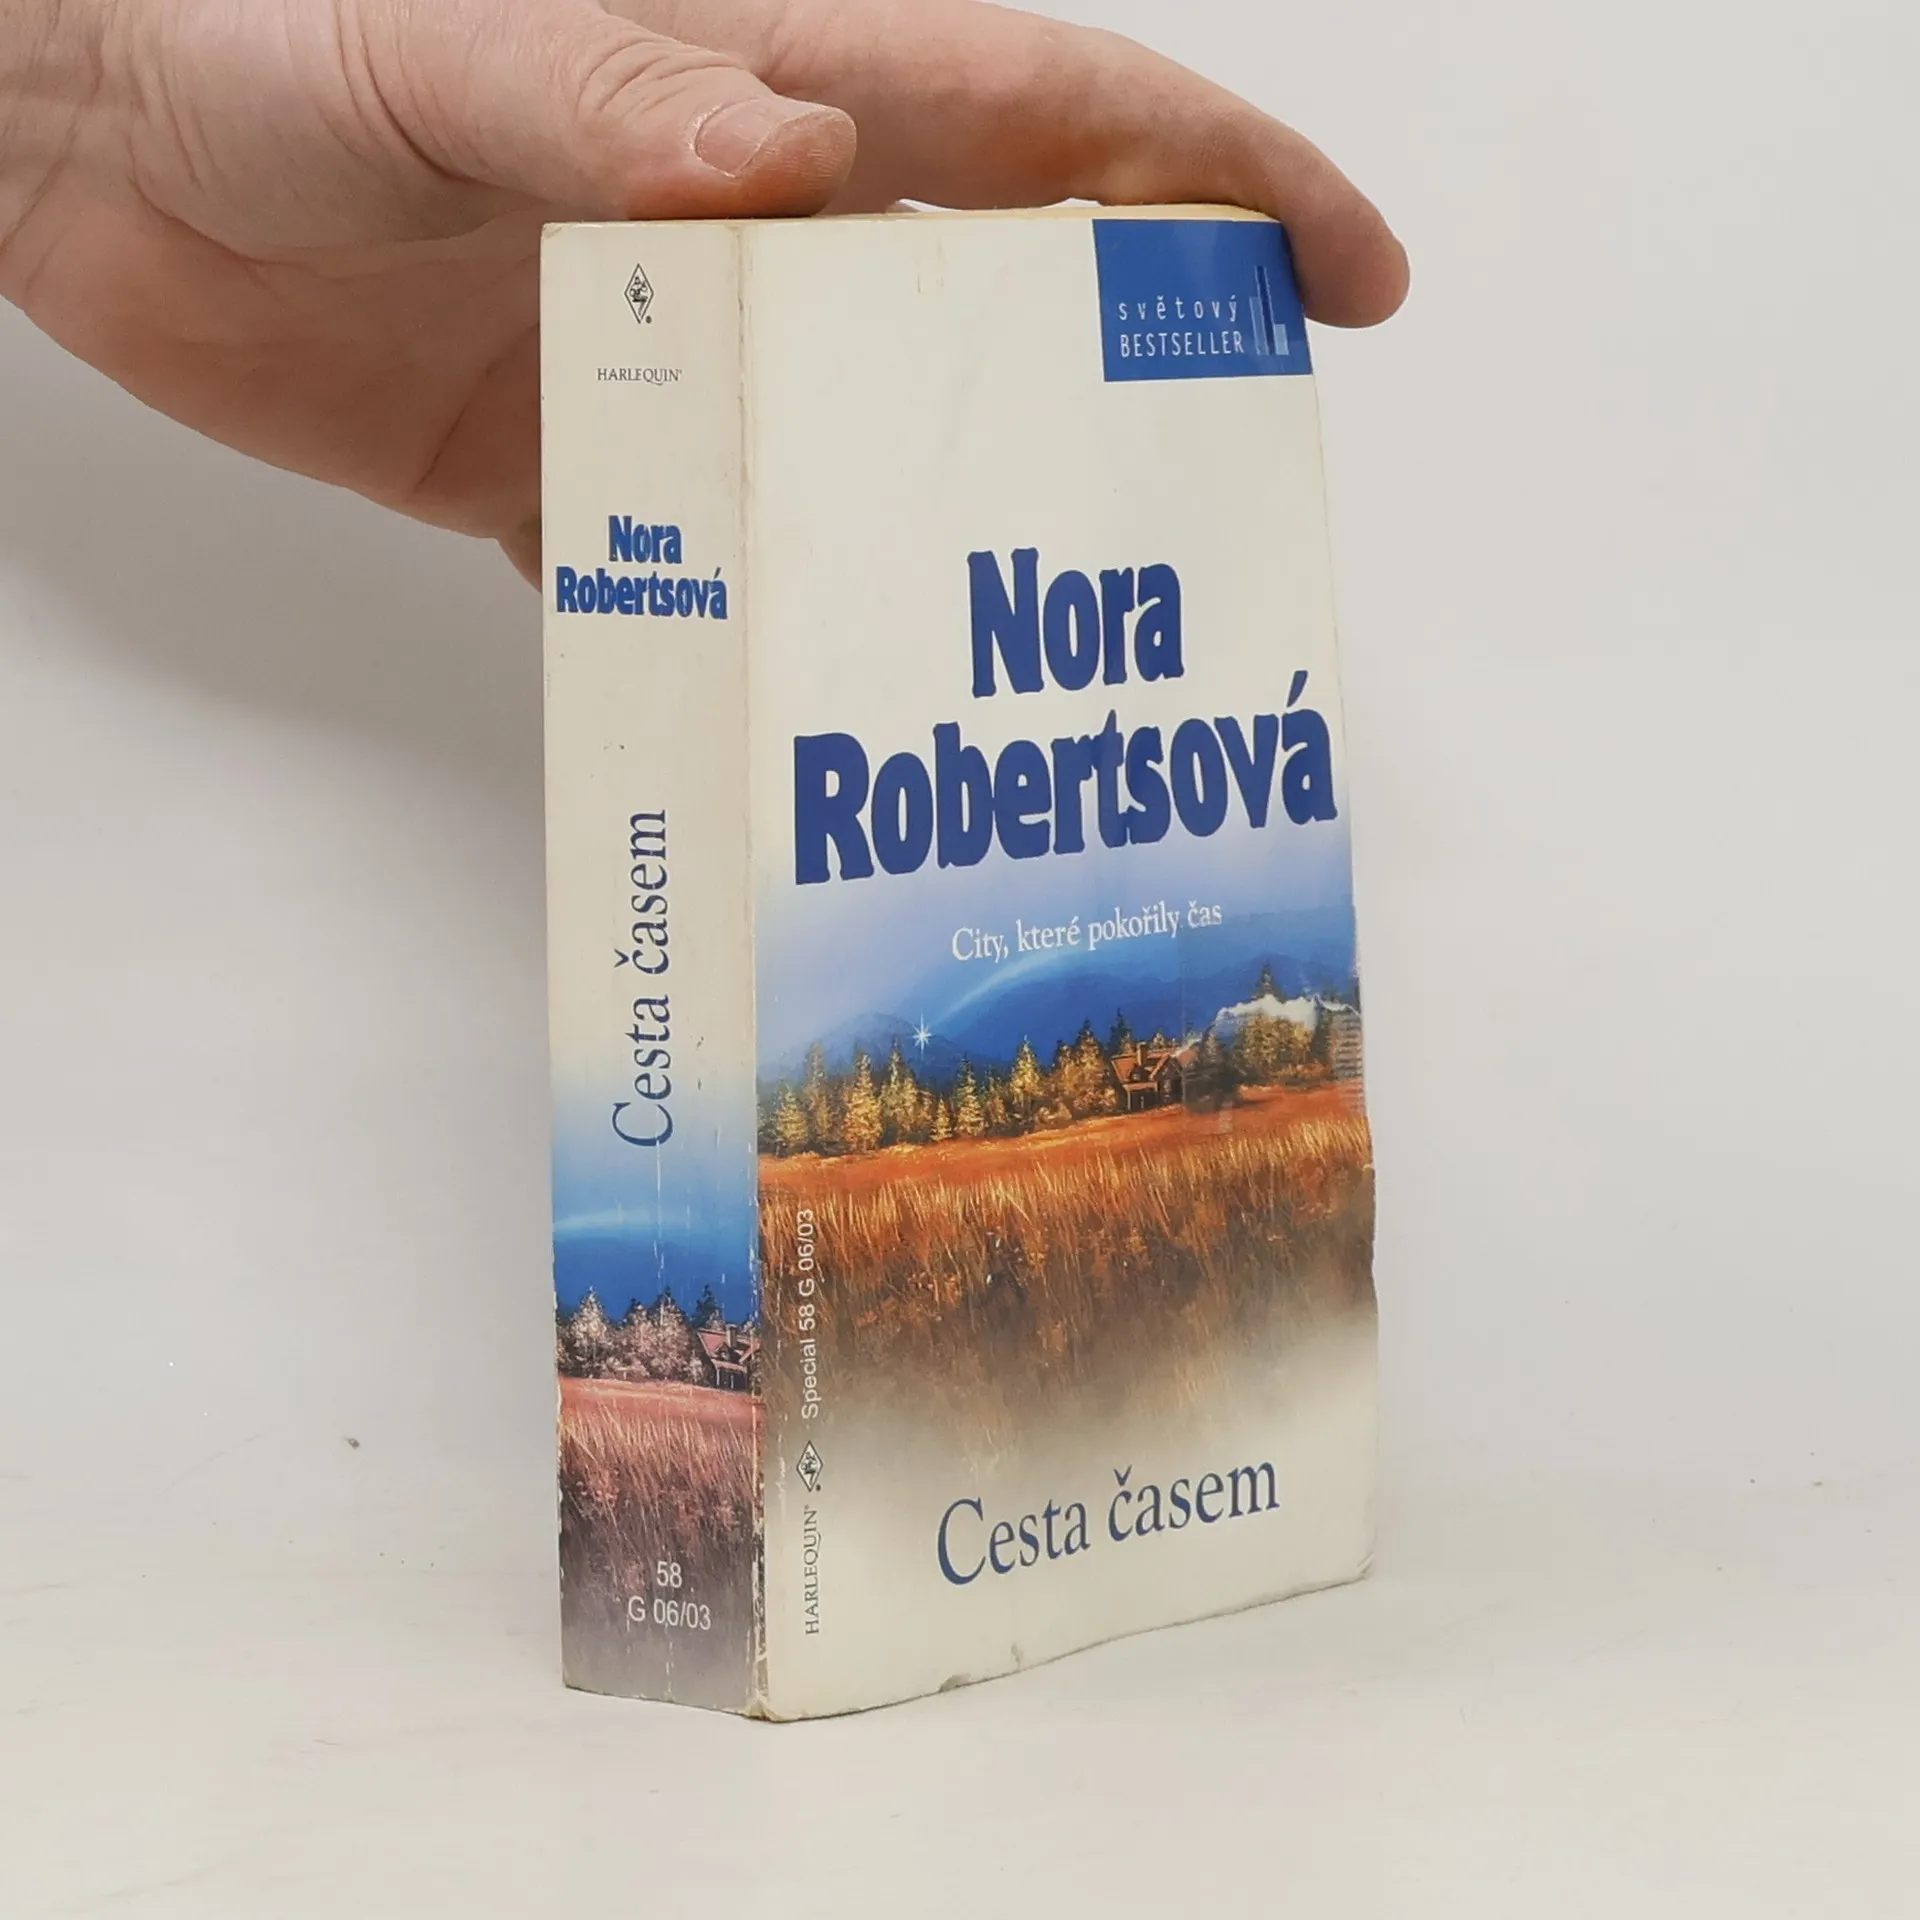 HARLEQUIN®
Nora
Robertsová
Cesta časem
58
G 06/03
světový
BESTSELLER
Nora
Robertsová
City, které pokořily čas
Cesta časem
HARLEQUIN® Special 58 G 06/03